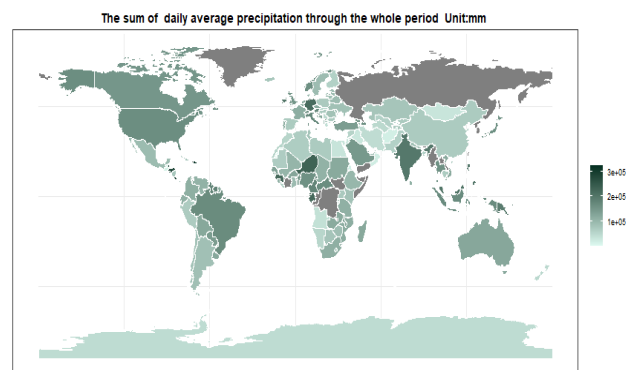 The sum of  daily average precipitation through the whole period  Unit:mm
3e+05
2e+05
1e+05